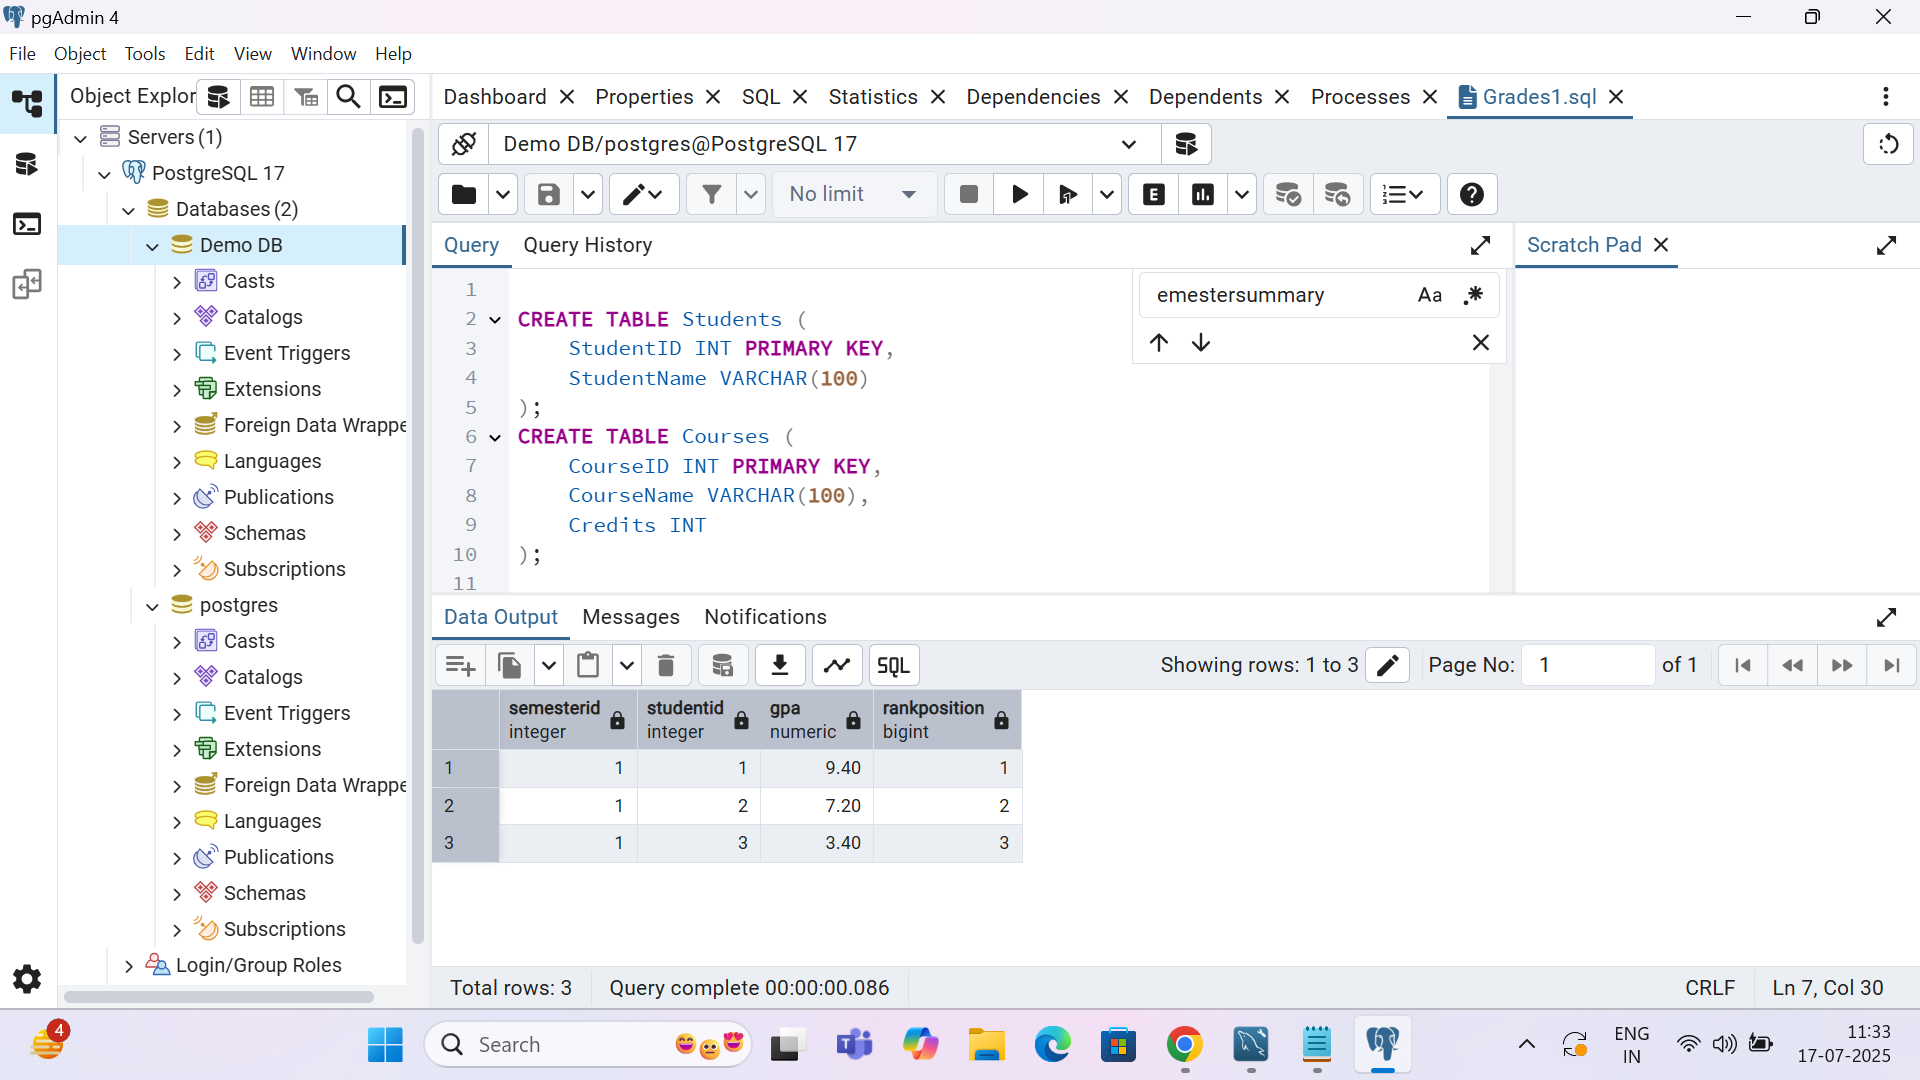 pgAdmin 4
File Object Tools Edit View Window Help
Object Explor
Dashboard Properties SQL Statistics Dependencies Dependents Processes Grades1.sql
Servers (1)
PostgreSQL 17
Databases (2)
Demo DB
Casts
Catalogs
Event Triggers
Extensions
Foreign Data Wrappe
Languages
Publications
Schemas
Subscriptions
postgres
Casts
Catalogs
Event Triggers
Extensions
Foreign Data Wrappe
Languages
Publications
Schemas
Subscriptions
Login/Group Roles
Demo DB/postgres@PostgreSQL 17
No limit
E
Query Query History
Scratch Pad
emestersummary Aa .*
1
2 CREATE TABLE Students (
3 StudentID INT PRIMARY KEY,
4 StudentName VARCHAR(100)
5 );
6 CREATE TABLE Courses (
7 CourseID INT PRIMARY KEY,
8 CourseName VARCHAR(100),
9 Credits INT
10 );
11
Data Output Messages Notifications
SQL
Showing rows: 1 to 3 Page No: 1 of 1
semesterid studentid gpa rankposition
integer integer numeric bigint
1 1 1 9.40 1
2 1 2 7.20 2
3 1 3 3.40 3
Total rows: 3 Query complete 00:00:00.086 CRLF Ln 7, Col 30
4
Search
ENG
IN
11:33
17-07-2025